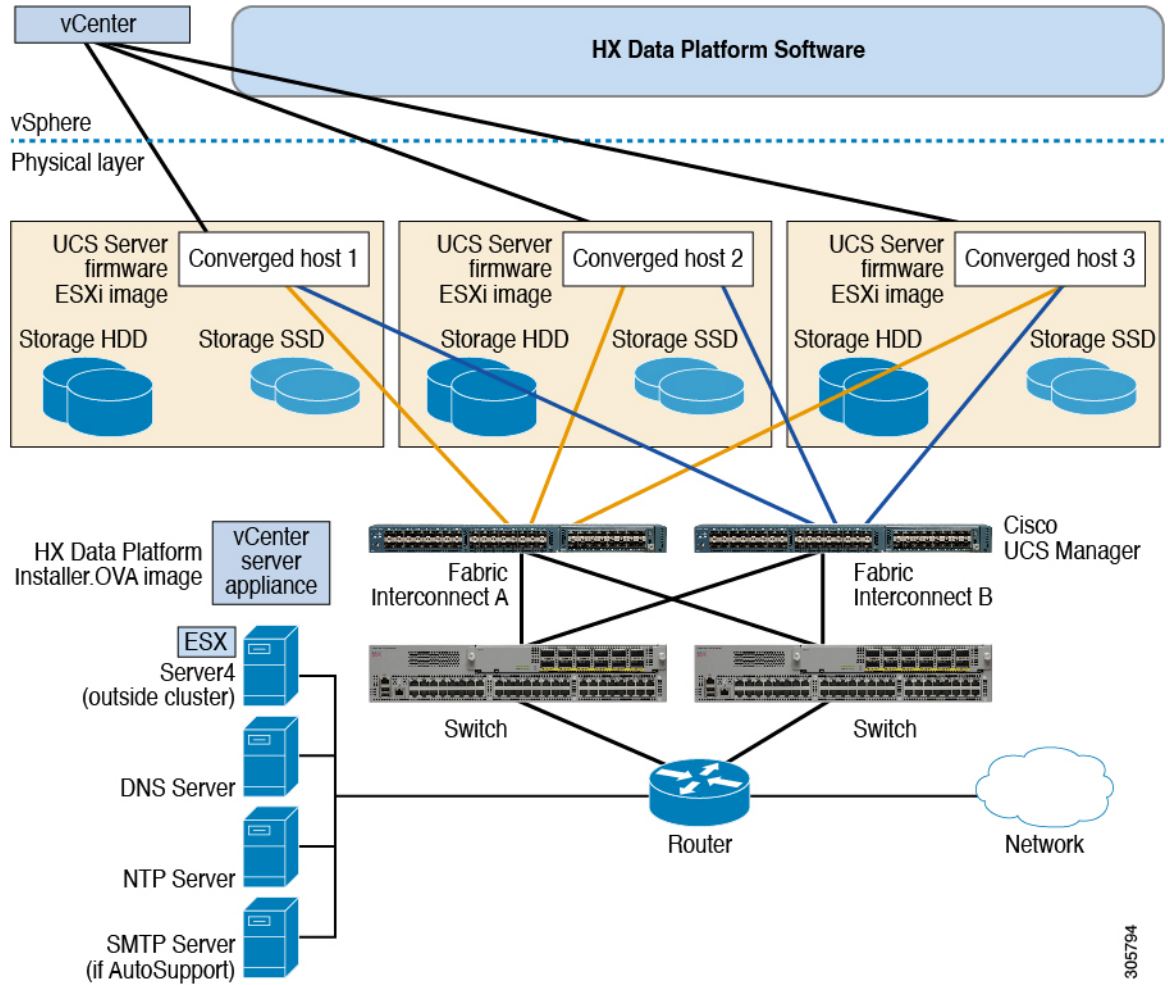 vCenter
HX Data Platform Software
vSphere
Physical layer
UCS Server
firmware
ESXi image
Converged host 1
Storage HDD
Storage SSD
UCS Server
firmware
ESXi image
Converged host 2
Storage HDD
Storage SSD
UCS Server
firmware
ESXi image
Converged host 3
Storage HDD
Storage SSD
HX Data Platform
Installer.OVA image
vCenter
server
appliance
Fabric
Interconnect A
Fabric
Interconnect B
Cisco
UCS Manager
ESX
Server4
(outside cluster)
Switch
Switch
DNS Server
Router
Network
NTP Server
SMTP Server
(if AutoSupport)
305794